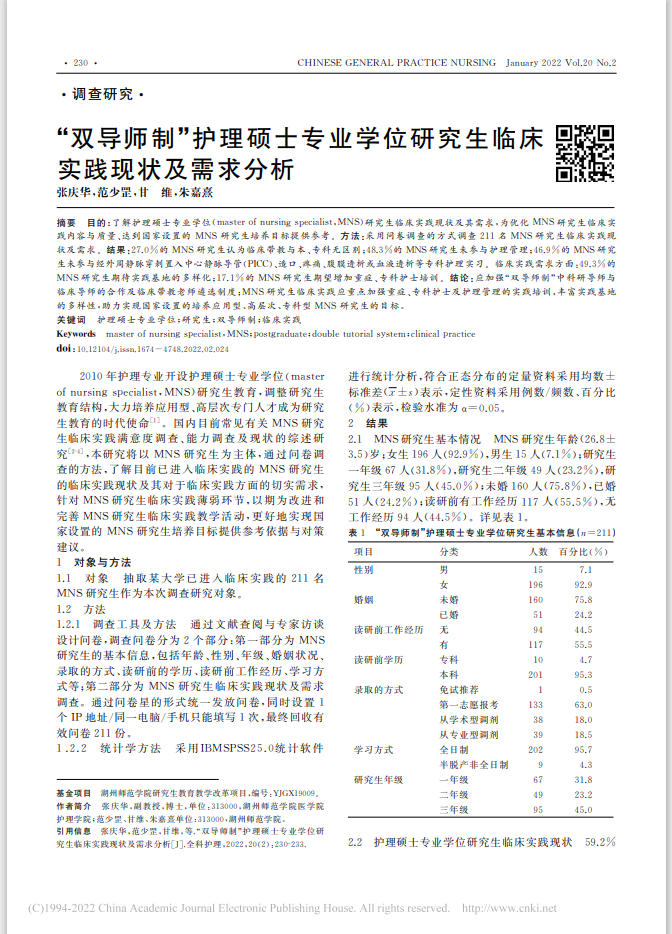 · 230 ·
CHINESE GENERAL PRACTICE NURSING January 2022 Vol.20 No.2
·调查研究·
“双导师制”护理硕士专业学位研究生临床
实践现状及需求分析
张庆华,范少罡,甘 维,朱嘉熹
摘要 目的:了解护理硕士专业学位(master of nursing specialist,MNS)研究生临床实践现状及其需求,为优化 MNS 研究生临床实
践内容与质量、达到国家设置的 MNS 研究生培养目标提供参考。方法:采用问卷调查的方式调查 211 名 MNS 研究生临床实践现
状及需求。结果:27.0%的 MNS 研究生认为临床带教与本、专科无区别;48.3%的 MNS 研究生未参与护理管理;46.9%的 MNS 研究
生未参与经外周静脉穿刺置入中心静脉导管(PICC)、造口、疼痛、腹膜透析或血液透析等专科护理实习。临床实践需求方面:49.3%的
MNS 研究生期待实践基地的多样化;17.1%的 MNS 研究生期望增加重症、专科护士培训。结论:应加强“双导师制”中科研导师与
临床导师的合作及临床带教老师遴选制度;MNS 研究生临床实践应重点加强重症、专科护士及护理管理的实践培训,丰富实践基地
的多样性,助力实现国家设置的培养应用型、高层次、专科型 MNS 研究生的目标。
关键词 护理硕士专业学位;研究生;双导师制;临床实践
Keywords master of nursing specialist,MNS;postgraduate;double tutorial system;clinical practice
doi:10.12104/j.issn.1674-4748.2022.02.024
2010 年护理专业开设护理硕士专业学位(master
of nursing specialist,MNS)研究生教育,调整研究生
教育结构,大力培养应用型、高层次专门人才成为研究
生教育的时代使命[1]。国内目前常见有关 MNS 研究
生临床实践满意度调查、能力调查及现状的综述研
究[2-4],本研究将以 MNS 研究生为主体,通过问卷调
查的方法,了解目前已进入临床实践的 MNS 研究生
的临床实践现状及其对于临床实践方面的切实需求,
针对 MNS 研究生临床实践薄弱环节,以期为改进和
完善 MNS 研究生临床实践教学活动,更好地实现国
家设置的 MNS 研究生培养目标提供参考依据与对策
建议。
1 对象与方法
1.1 对象 抽取某大学已进入临床实践的 211 名
MNS 研究生作为本次调查研究对象。
1.2 方法
1.2.1 调查工具及方法 通过文献查阅与专家访谈
设计问卷,调查问卷分为 2 个部分:第一部分为 MNS
研究生的基本信息,包括年龄、性别、年级、婚姻状况、
录取的方式、读研前的学历、读研前工作经历、学习方
式等;第二部分为 MNS 研究生临床实践现状及需求
调查。通过问卷星的形式统一发放问卷,同时设置 1
个 IP 地址/同一电脑/手机只能填写 1 次,最终回收有
效问卷 211 份。
1.2.2 统计学方法 采用IBMSPSS25.0统计软件
基金项目 湖州师范学院研究生教育教学改革项目,编号:YJGX19009。
作者简介 张庆华,副教授,博士,单位:313000,湖州师范学院医学院
护理学院;范少罡、甘维、朱嘉熹单位:313000,湖州师范学院。
引用信息 张庆华,范少罡,甘维,等.“双导师制”护理硕士专业学位研
究生临床实践现状及需求分析[J].全科护理,2022,20(2):230-233.
进行统计分析,符合正态分布的定量资料采用均数±
标准差(x̄±s)表示,定性资料采用例数/频数、百分比
(%)表示,检验水准为 α=0.05。
2 结果
2.1 MNS 研究生基本情况 MNS 研究生年龄(26.8±
3.5)岁;女生 196 人(92.9%),男生 15 人(7.1%);研究生
一年级 67 人(31.8%),研究生二年级 49 人(23.2%),研
究生三年级 95 人(45.0%);未婚 160 人(75.8%),已婚
51 人(24.2%);读研前有工作经历 117 人(55.5%),无
工作经历 94 人(44.5%)。详见表 1。
表 1 “双导师制”护理硕士专业学位研究生基本信息(n=211)
项目 分类 人数 百分比(%)
性别 男 15 7.1
女 196 92.9
婚姻 未婚 160 75.8
已婚 51 24.2
读研前工作经历 无 94 44.5
有 117 55.5
读研前学历 专科 10 4.7
本科 201 95.3
录取的方式 免试推荐 1 0.5
第一志愿报考 133 63.0
从学术型调剂 38 18.0
从专业型调剂 39 18.5
学习方式 全日制 202 95.7
半脱产非全日制 9 4.3
研究生年级 一年级 67 31.8
二年级 49 23.2
三年级 95 45.0
2.2 护理硕士专业学位研究生临床实践现状 59.2%
(C)1994-2022 China Academic Journal Electronic Publishing House. All rights reserved. http://www.cnki.net